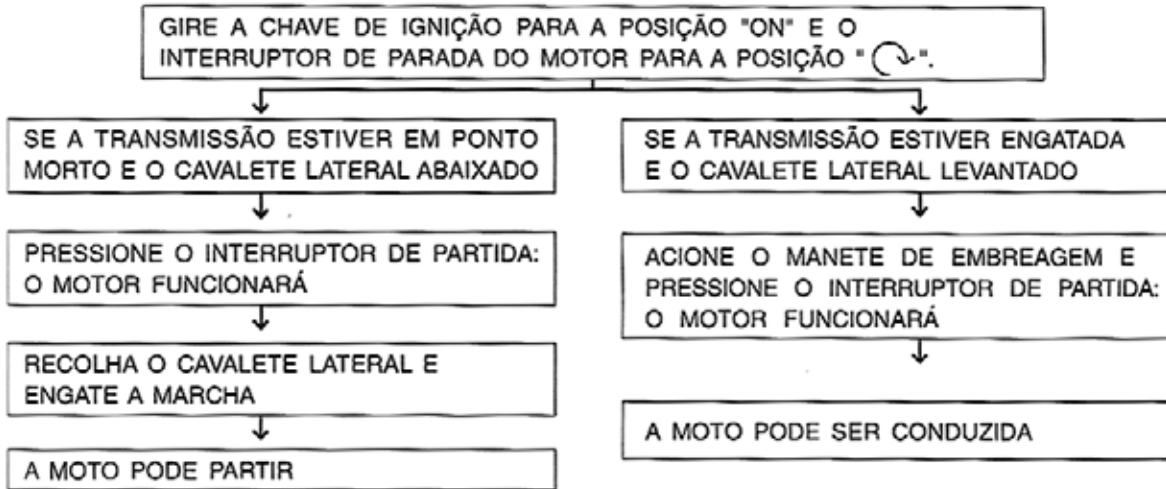 GIRE A CHAVE DE IGNIÇÃO PARA A POSIÇÃO "ON" E O
INTERRUPTOR DE PARADA DO MOTOR PARA A POSIÇÃO " ".
SE A TRANSMISSÃO ESTIVER EM PONTO
MORTO E O CAVALETE LATERAL ABAIXADO
PRESSIONE O INTERRUPTOR DE PARTIDA:
O MOTOR FUNCIONARÁ
RECOLHA O CAVALETE LATERAL E
ENGATE A MARCHA
A MOTO PODE PARTIR
SE A TRANSMISSÃO ESTIVER ENGATADA
E O CAVALETE LATERAL LEVANTADO
ACIONE O MANETE DE EMBREAGEM E
PRESSIONE O INTERRUPTOR DE PARTIDA:
O MOTOR FUNCIONARÁ
A MOTO PODE SER CONDUZIDA